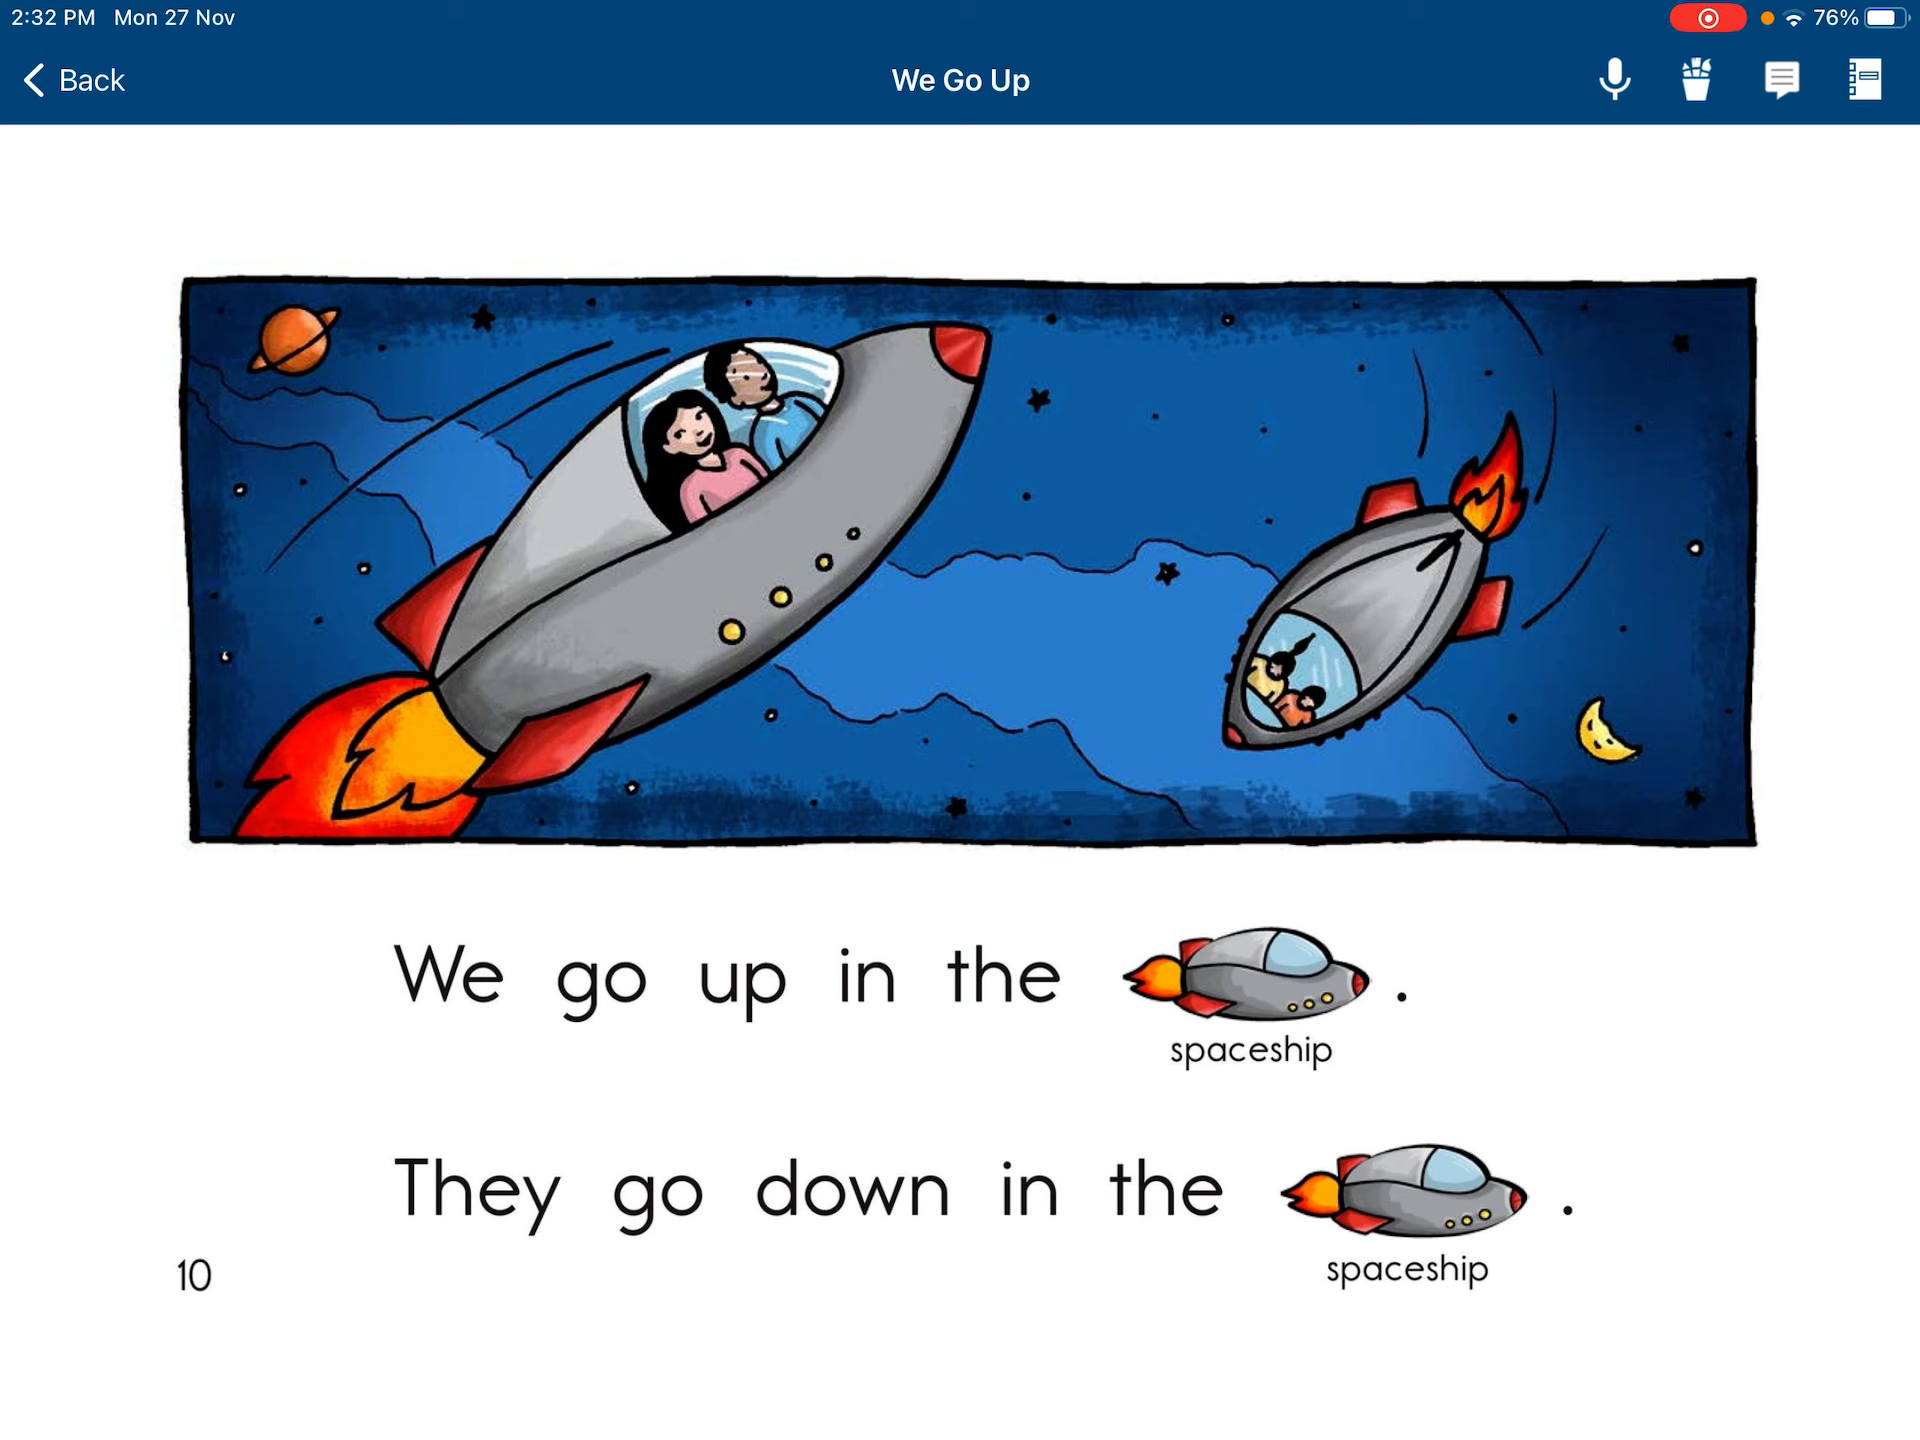 2:32 PM Mon 27 Nov 76%
Back We Go Up
We go up in the .
spaceship
They go down in the .
spaceship
10